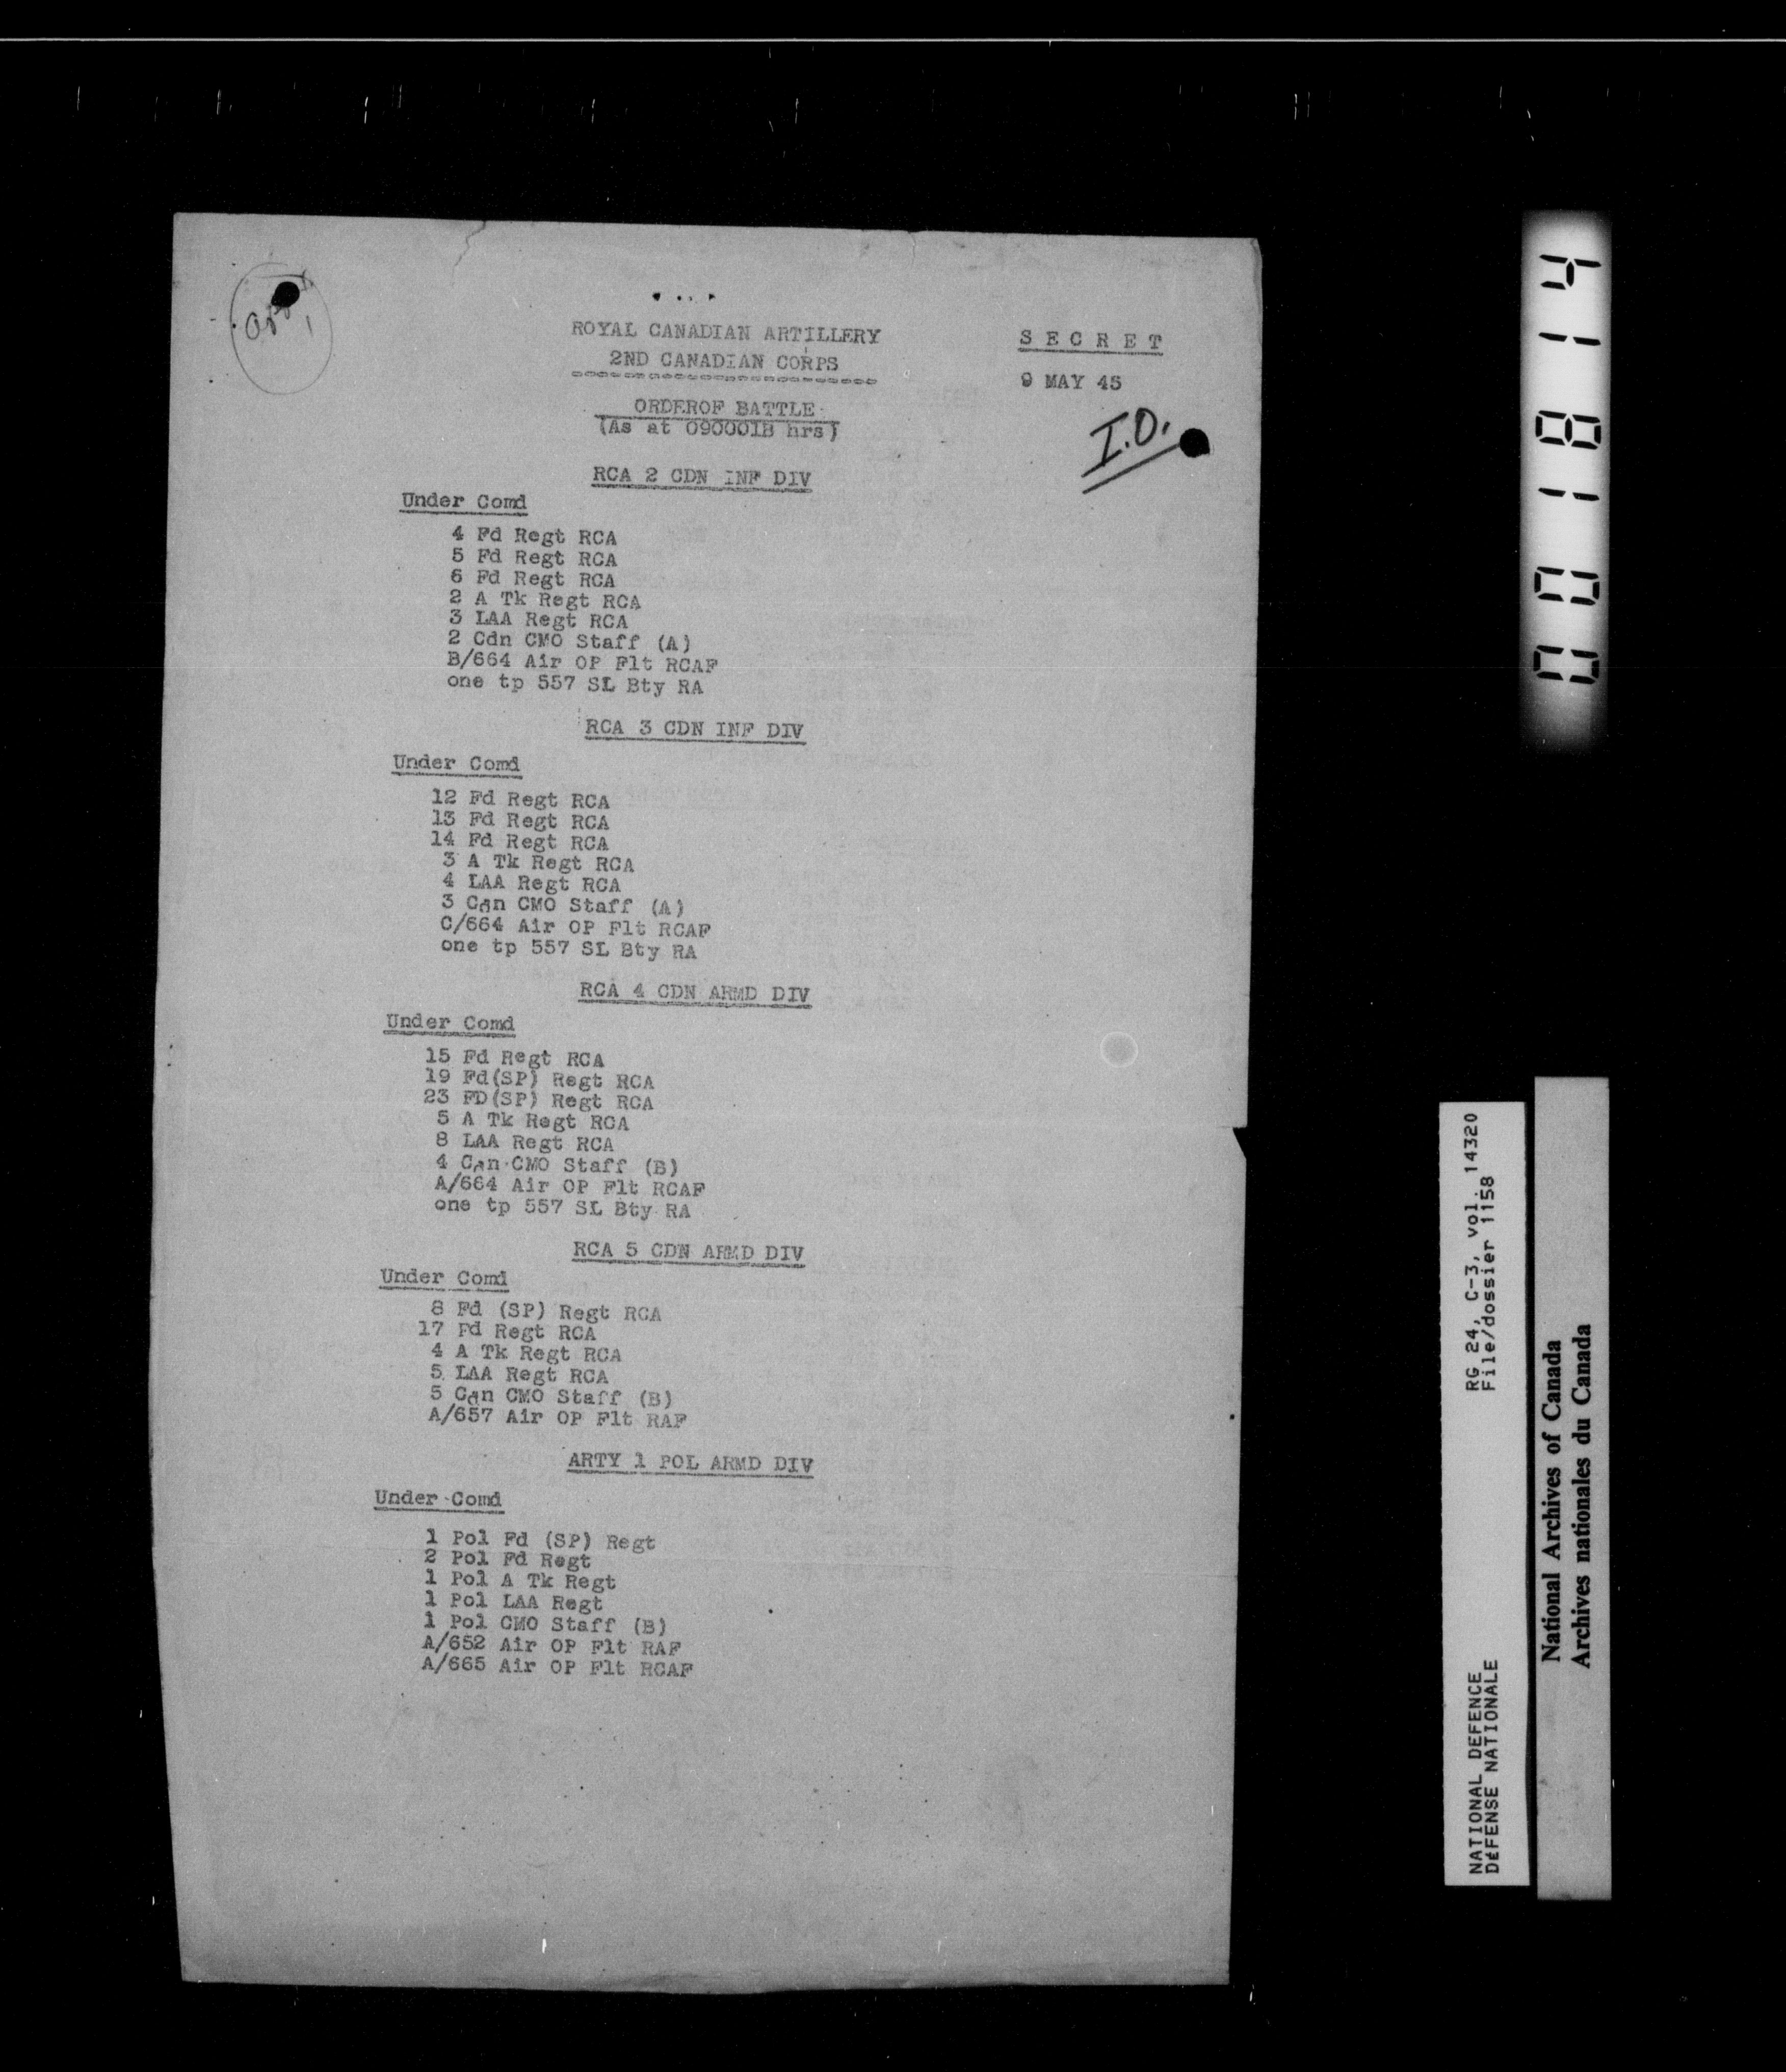 ROYAL CANADIAN ARTILLERY
2ND CANADIAN CORPS
S E C R E T
9 MAY 45
ORDEROF BATTLE
(As at 090001B hrs)
I.O.
RCA 2 CDN INF DIV
Under Comd
4 Fd Regt RCA
5 Fd Regt RCA
6 Fd Regt RCA
2 A Tk Regt RCA
3 LAA Regt RCA
2 Cdn CMO Staff (A)
B/664 Air OP Flt RCAF
one tp 557 SL Bty RA
RCA 3 CDN INF DIV
Under Comd
12 Fd Regt RCA
13 Fd Regt RCA
14 Fd Regt RCA
3 A Tk Regt RCA
4 LAA Regt RCA
3 Cdn CMO Staff (A)
C/664 Air OP Flt RCAF
one tp 557 SL Bty RA
RCA 4 CDN ARMD DIV
Under Comd
15 Fd Regt RCA
19 Fd(SP) Regt RCA
23 FD(SP) Regt RCA
5 A Tk Regt RCA
8 LAA Regt RCA
4 Cdn CMO Staff (B)
A/664 Air OP Flt RCAF
one tp 557 SL Bty RA
RCA 5 CDN ARMD DIV
Under Comd
8 Fd (SP) Regt RCA
17 Fd Regt RCA
4 A Tk Regt RCA
5 LAA Regt RCA
5 Cdn CMO Staff (B)
A/657 Air OP Flt RAF
ARTY 1 POL ARMD DIV
Under Comd
1 Pol Fd (SP) Regt
2 Pol Fd Regt
1 Pol A Tk Regt
1 Pol LAA Regt
1 Pol CMO Staff (B)
A/652 Air OP Flt RAF
A/665 Air OP Flt RCAF
001814
NATIONAL DEFENCE RG 24, C-3, vol. 14320
DÉFENSE NATIONALE File/dossier 1158
National Archives of Canada
Archives nationales du Canada